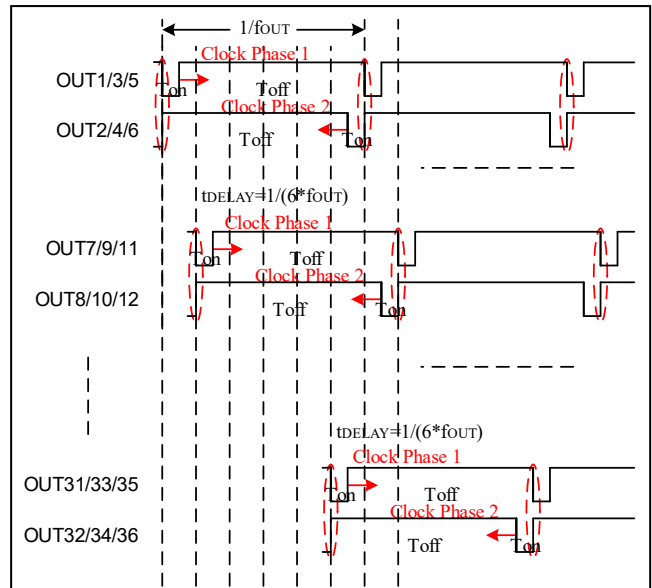 1/fOUT
Clock Phase 1
OUT1/3/5
Ton
Toff
Clock Phase 2
OUT2/4/6
Toff
Ton
tDELAY=1/(6*fOUT)
Clock Phase 1
OUT7/9/11
Ton
Toff
Clock Phase 2
OUT8/10/12
Toff
Ton
tDELAY=1/(6*fOUT)
Clock Phase 1
OUT31/33/35
Ton
Toff
Clock Phase 2
OUT32/34/36
Toff
Ton